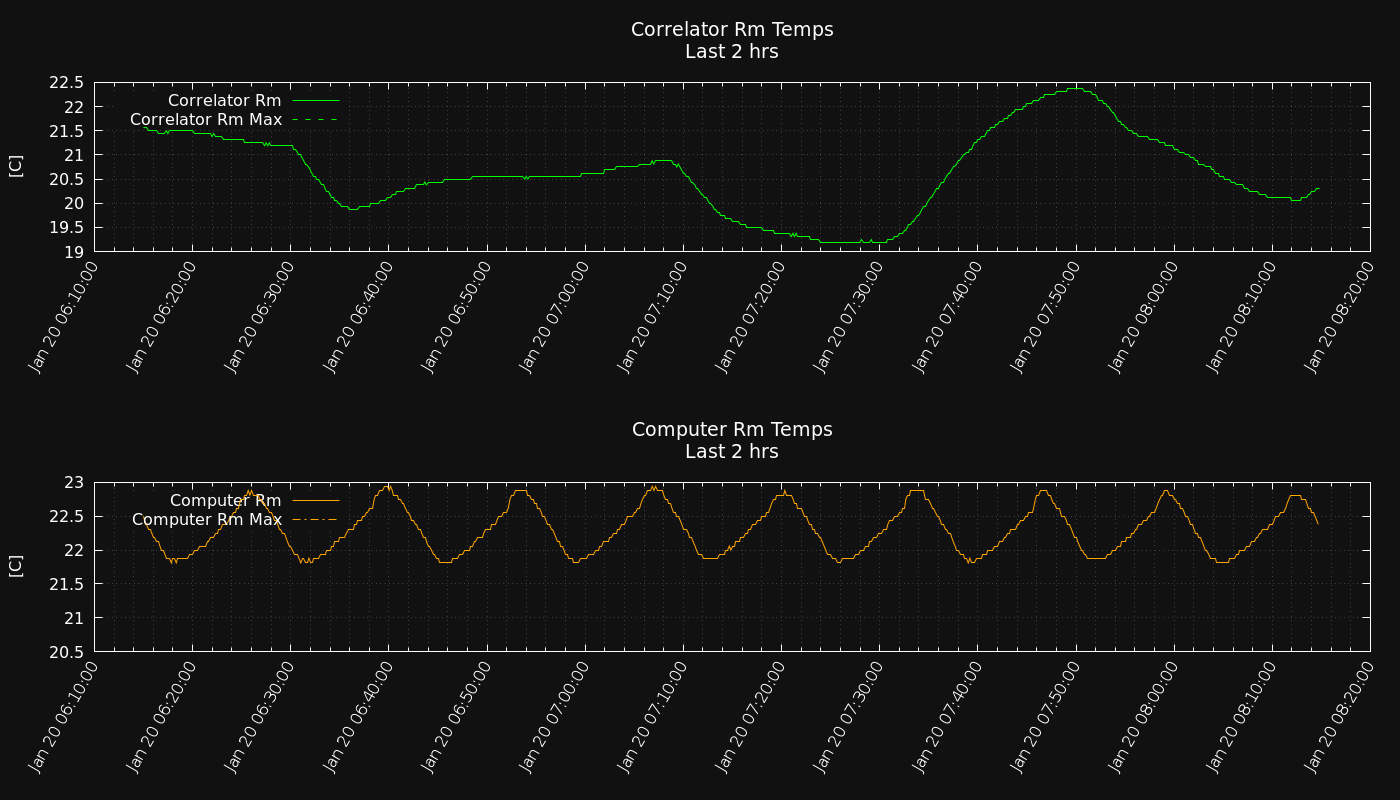 Correlator Rm Temps
Last 2 hrs
Correlator Rm
Correlator Rm Max
[C]
22.5
22
21.5
21
20.5
20
19.5
19
Jan 20 06:10:00
Jan 20 06:20:00
Jan 20 06:30:00
Jan 20 06:40:00
Jan 20 06:50:00
Jan 20 07:00:00
Jan 20 07:10:00
Jan 20 07:20:00
Jan 20 07:30:00
Jan 20 07:40:00
Jan 20 07:50:00
Jan 20 08:00:00
Jan 20 08:10:00
Jan 20 08:20:00
Computer Rm Temps
Last 2 hrs
Computer Rm
Computer Rm Max
[C]
23
22.5
22
21.5
21
20.5
Jan 20 06:10:00
Jan 20 06:20:00
Jan 20 06:30:00
Jan 20 06:40:00
Jan 20 06:50:00
Jan 20 07:00:00
Jan 20 07:10:00
Jan 20 07:20:00
Jan 20 07:30:00
Jan 20 07:40:00
Jan 20 07:50:00
Jan 20 08:00:00
Jan 20 08:10:00
Jan 20 08:20:00